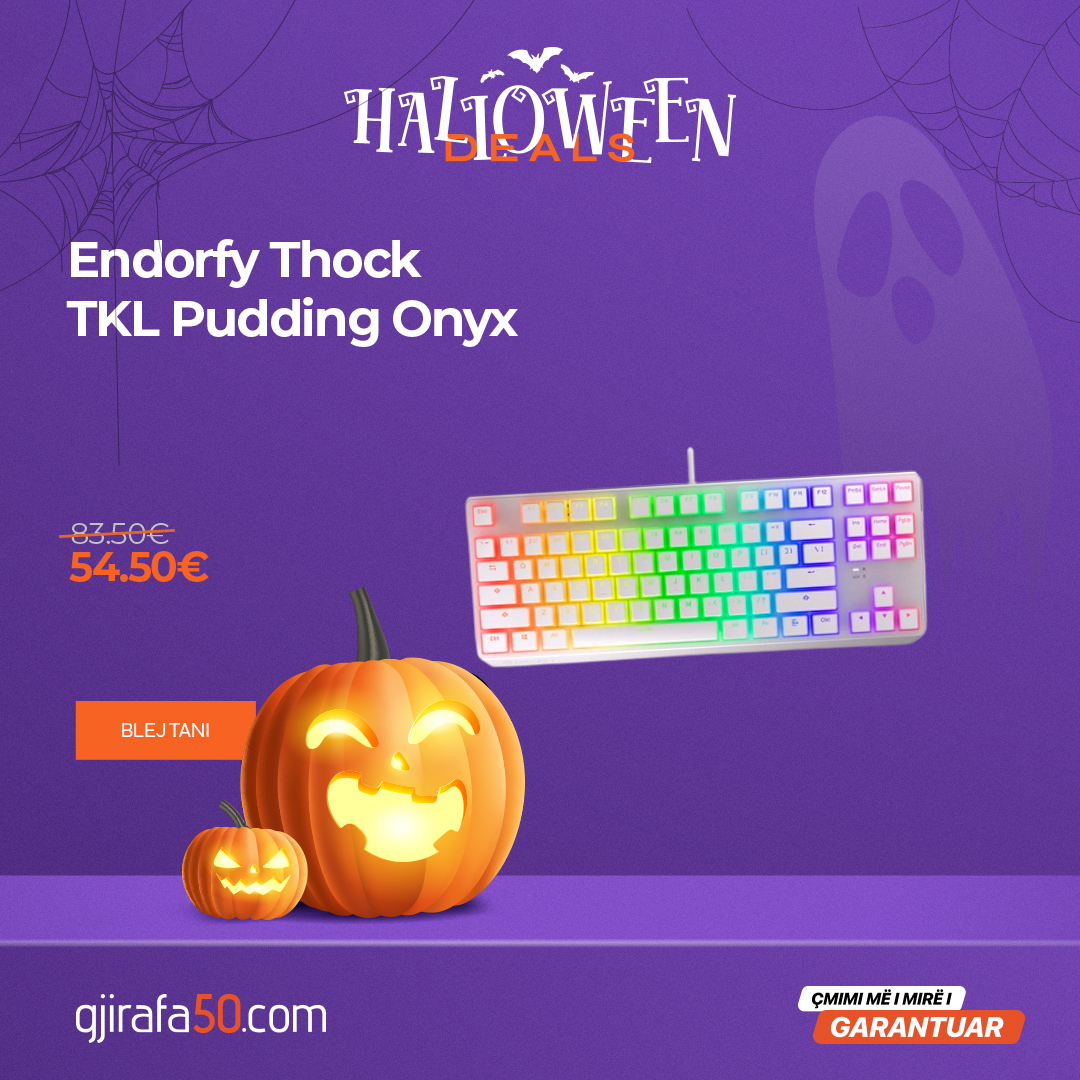 HALLOWEEN
DEALS
Endorfy Thock
TKL Pudding Onyx
83.50€
54.50€
BLEJ TANI
gjirafa50.com
ÇMIMI MË I MIRË I
GARANTUAR